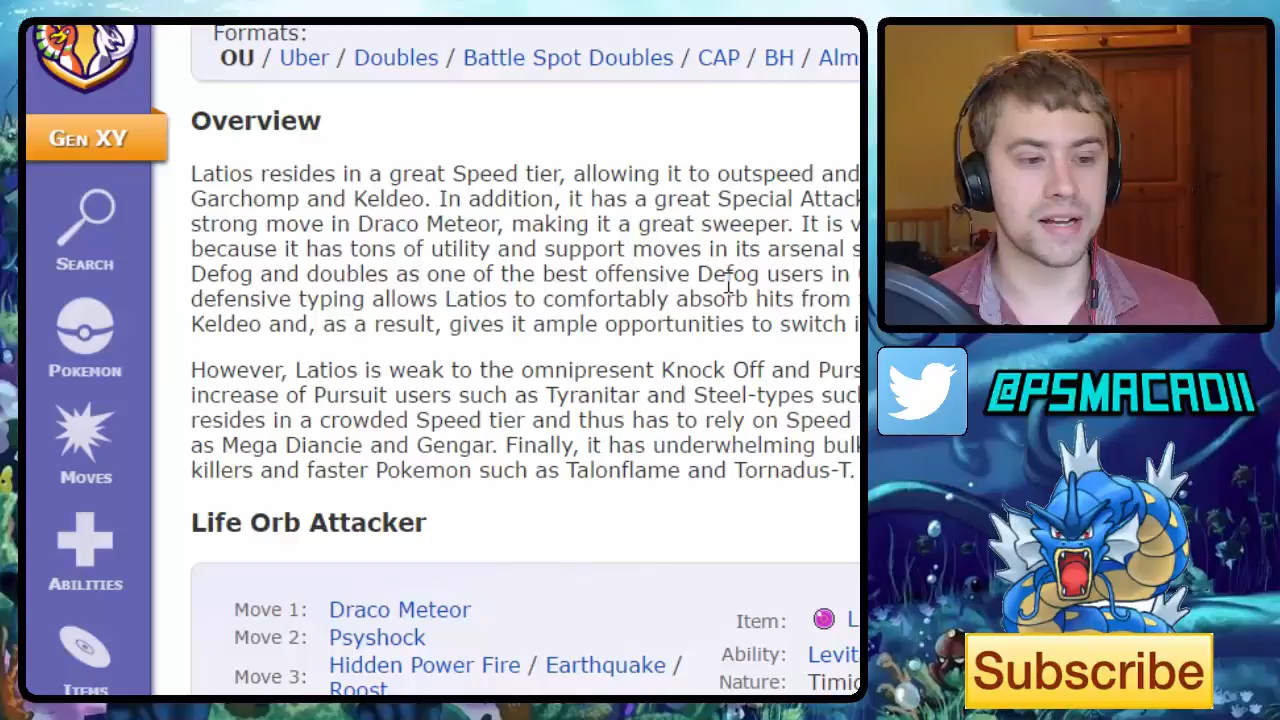 Formats:
OU / Uber / Doubles / Battle Spot Doubles / CAP / BH / Alm
GEN XY
Overview
Latios resides in a great Speed tier, allowing it to outspeed and
Garchomp and Keldeo. In addition, it has a great Special Attack
strong move in Draco Meteor, making it a great sweeper. It is v
because it has tons of utility and support moves in its arsenal s
Defog and doubles as one of the best offensive Defog users in
defensive typing allows Latios to comfortably absorb hits from
Keldeo and, as a result, gives it ample opportunities to switch i
However, Latios is weak to the omnipresent Knock Off and Purs
increase of Pursuit users such as Tyranitar and Steel-types suc
resides in a crowded Speed tier and thus has to rely on Speed
as Mega Diancie and Gengar. Finally, it has underwhelming bul
killers and faster Pokemon such as Talonflame and Tornadus-T.
Life Orb Attacker
Move 1: Draco Meteor
Move 2: Psyshock
Move 3: Hidden Power Fire / Earthquake /
Roost
Item: L
Ability: Levit
Nature: Timi
SEARCH
POKEMON
MOVES
ABILITIES
ITEMS
@PSMACAD11
Subscribe